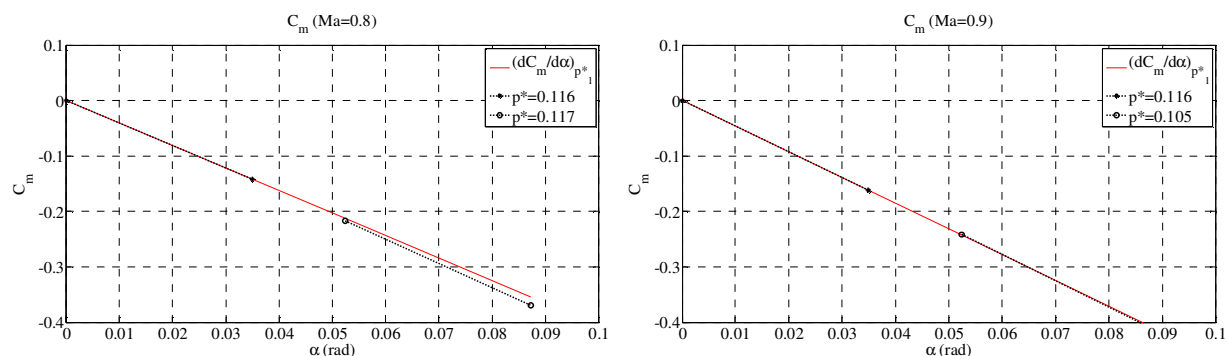 C_m (Ma=0.8)
0.1
0
-0.1
-0.2
-0.3
-0.4
C_m
0 0.01 0.02 0.03 0.04 0.05 0.06 0.07 0.08 0.09 0.1
α (rad)
(dC_m/dα)_{p*_1}
p*=0.116
p*=0.117
C_m (Ma=0.9)
0.1
0
-0.1
-0.2
-0.3
-0.4
C_m
0 0.01 0.02 0.03 0.04 0.05 0.06 0.07 0.08 0.09 0.1
α (rad)
(dC_m/dα)_{p*_1}
p*=0.116
p*=0.105